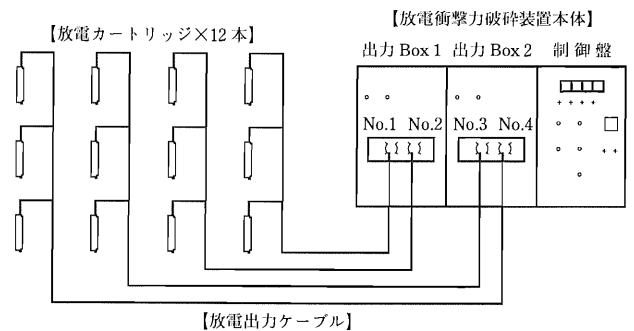 【放電衝撃力破砕装置本体】
【放電カートリッジ×12本】
出力 Box 1 出力 Box 2 制御盤
No.1 No.2 No.3 No.4
【放電出力ケーブル】